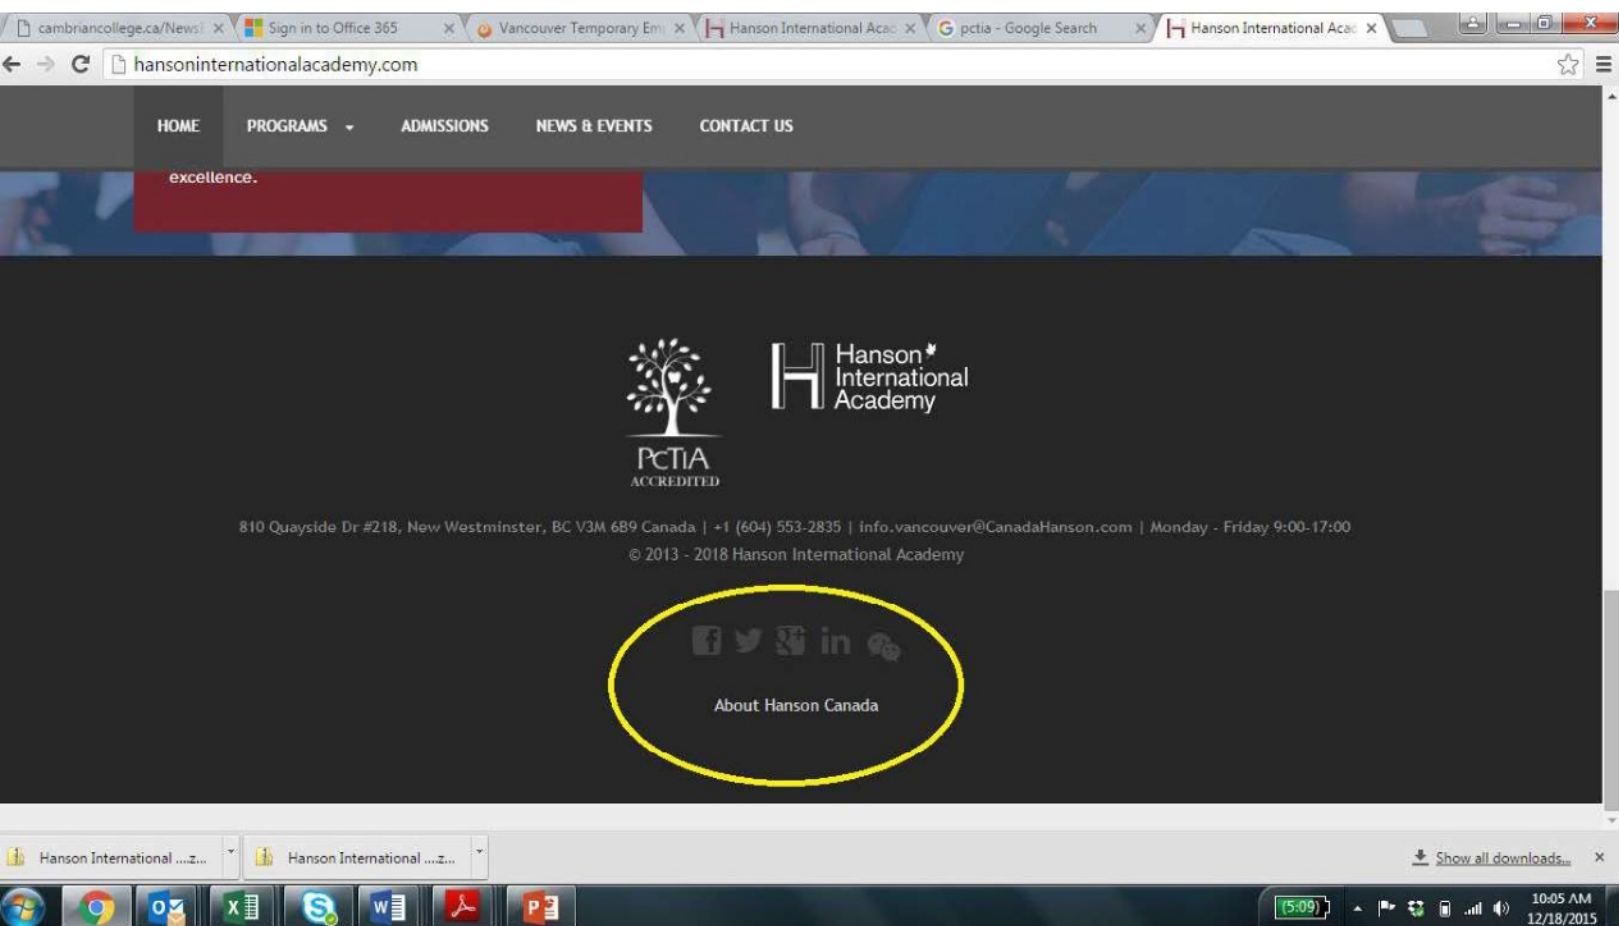 cambriancollege.ca/News
Sign in to Office 365
Vancouver Temporary Em
Hanson International Acad
pctia - Google Search
Hanson International Acad
hansoninternationalacademy.com
HOME PROGRAMS ADMISSIONS NEWS & EVENTS CONTACT US
excellence.
PCTIA
ACCREDITED
Hanson
International
Academy
810 Quayside Dr #218, New Westminster, BC V3M 6B9 Canada | +1 (604) 553-2835 | info.vancouver@CanadaHanson.com | Monday - Friday 9:00-17:00
© 2013 - 2018 Hanson International Academy
About Hanson Canada
Hanson International ....z...
Hanson International ....z...
Show all downloads...
(5:09)
10:05 AM
12/18/2015